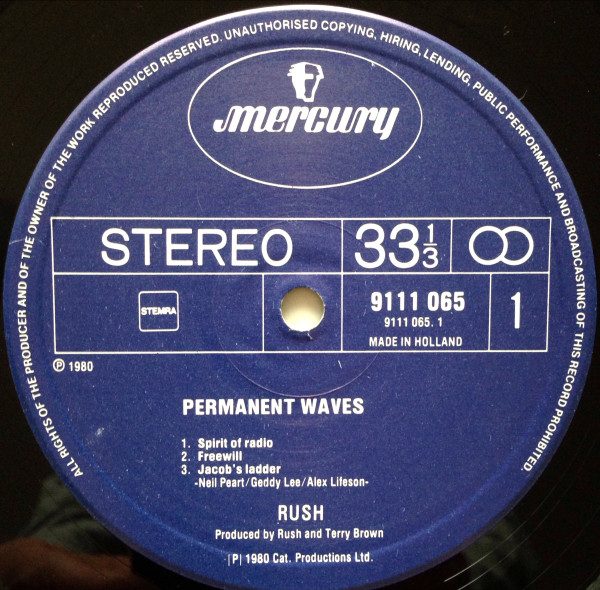 ALL RIGHTS OF THE PRODUCER AND OF THE OWNER OF THE WORK REPRODUCED RESERVED. UNAUTHORISED COPYING, HIRING, LENDING, PUBLIC PERFORMANCE AND BROADCASTING OF THIS RECORD PROHIBITED.
mercury
STEREO 33 1/3
STEMRA 9111 065 1
9111 065. 1
MADE IN HOLLAND
℗ 1980
PERMANENT WAVES
1. Spirit of radio
2. Freewill
3. Jacob's ladder
-Neil Peart/Geddy Lee/Alex Lifeson-
RUSH
Produced by Rush and Terry Brown
|P| 1980 Cat. Productions Ltd.